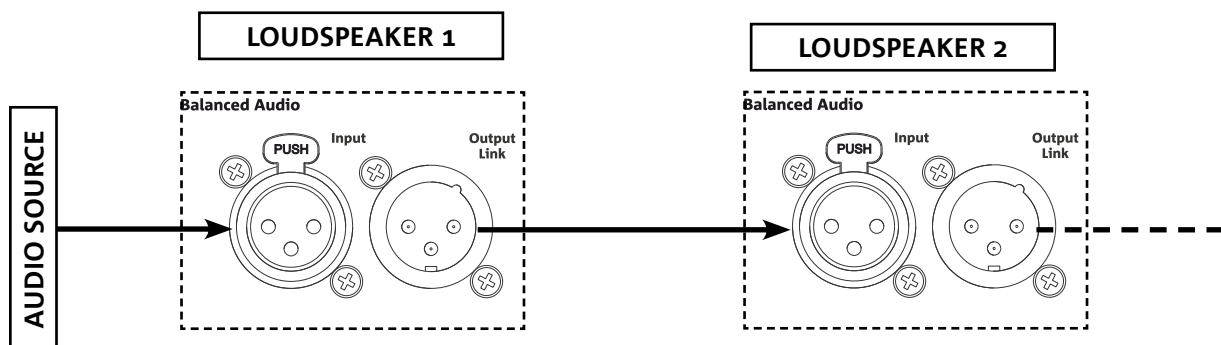 LOUDSPEAKER 1
LOUDSPEAKER 2
AUDIO SOURCE
Balanced Audio
PUSH
Input
Output
Link
Balanced Audio
PUSH
Input
Output
Link